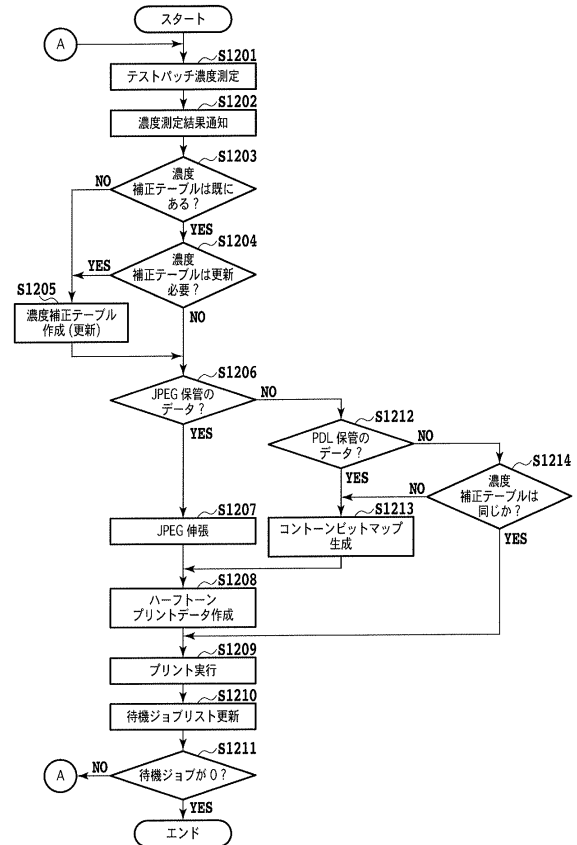 スタート
A
S1201
テストパッチ濃度測定
S1202
濃度測定結果通知
S1203
濃度
補正テーブルは既に
ある?
NO
YES
S1204
濃度
補正テーブルは更新
必要?
YES
NO
S1205
濃度補正テーブル
作成(更新)
S1206
JPEG 保管の
データ?
NO
YES
S1212
PDL 保管の
データ?
NO
YES
S1214
濃度
補正テーブルは
同じか?
NO
YES
S1207
JPEG 伸張
S1213
コントーンビットマップ
生成
S1208
ハーフトーン
プリントデータ作成
S1209
プリント実行
S1210
待機ジョブリスト更新
S1211
待機ジョブが0?
NO
A
YES
エンド